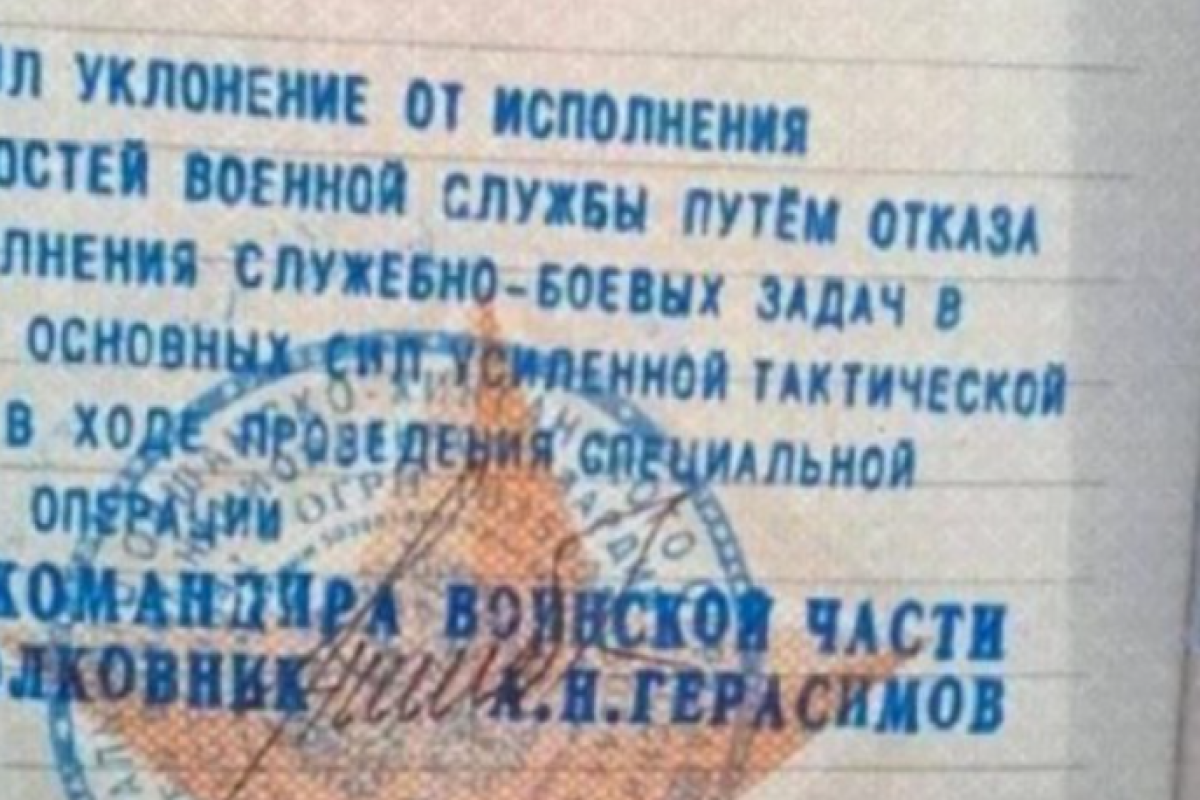 ИЛ УКЛОНЕНИЕ ОТ ИСПОЛНЕНИЯ
ОСТЕЙ ВОЕННОЙ СЛУЖБЫ ПУТЁМ ОТКАЗА
ЛНЕНИЯ СЛУЖЕБНО-БОЕВЫХ ЗАДАЧ В
ОСНОВНЫХ СИЛ УСИЛЕННОЙ ТАКТИЧЕСКОЙ
В ХОДЕ ПРОВЕДЕНИЯ СПЕЦИАЛЬНОЙ
ОПЕРАЦИИ
КОМАНДИРА ВОИНСКОЙ ЧАСТИ
ОЛКОВНИК А.Н.ГЕРАСИМОВ